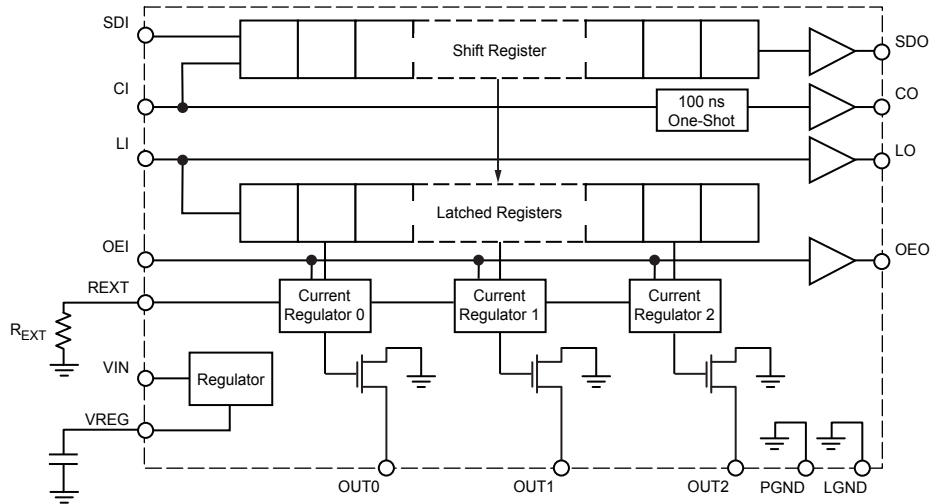 SDI
Shift Register
SDO
CI
100 ns
One-Shot
CO
LI
LO
Latched Registers
OEI
OEO
REXT
Current
Regulator 0
Current
Regulator 1
Current
Regulator 2
REXT
VIN
Regulator
VREG
OUT0
OUT1
OUT2
PGND
LGND